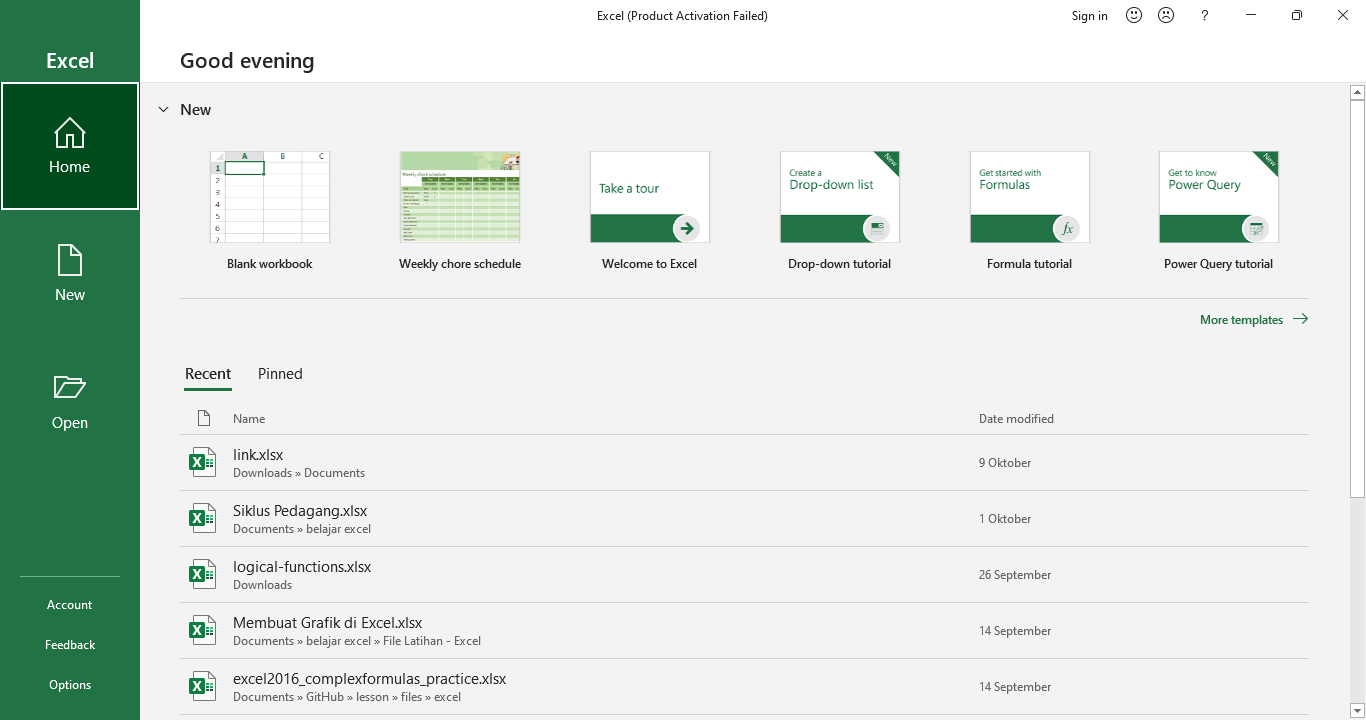 Excel (Product Activation Failed)
Sign in
?
Excel
Good evening
Home
New
Open
Account
Feedback
Options
New
A B C
1
2
3
4
5
6
7
Blank workbook
Weekly chore schedule
Weekly chore schedule
Take a tour
Welcome to Excel
New
Create a
Drop-down list
Drop-down tutorial
Get started with
Formulas
fx
Formula tutorial
New
Get to know
Power Query
Power Query tutorial
More templates
Recent Pinned
Name Date modified
link.xlsx
Downloads » Documents
9 Oktober
Siklus Pedagang.xlsx
Documents » belajar excel
1 Oktober
logical-functions.xlsx
Downloads
26 September
Membuat Grafik di Excel.xlsx
Documents » belajar excel » File Latihan - Excel
14 September
excel2016_complexformulas_practice.xlsx
Documents » GitHub » lesson » files » excel
14 September